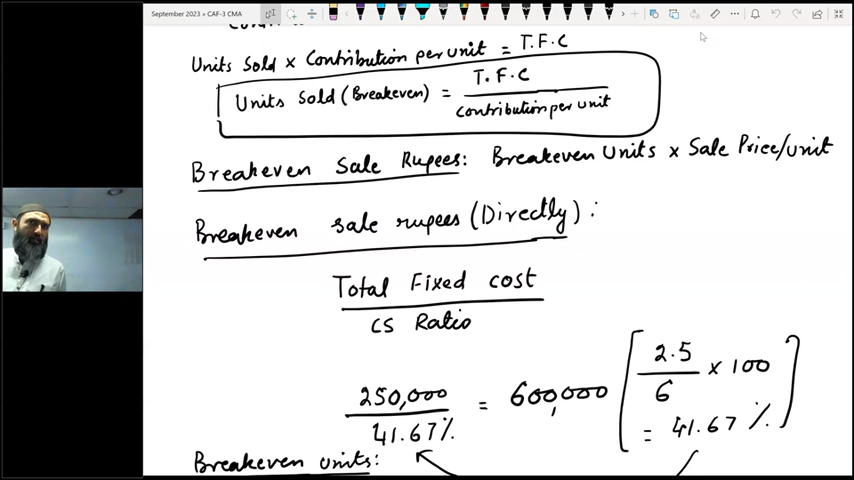 September 2023 » CAF-3 CMA
Units Sold x Contribution per unit = T.F.C
Units Sold (Breakeven) = T.F.C
contribution per unit
Breakeven Sale Rupees: Breakeven Units x Sale Price/unit
Breakeven sale rupees (Directly):
Total Fixed cost
CS Ratio
2.5 x 100
6
250,000 = 600,000
41.67%
= 41.67 %
Breakeven units: